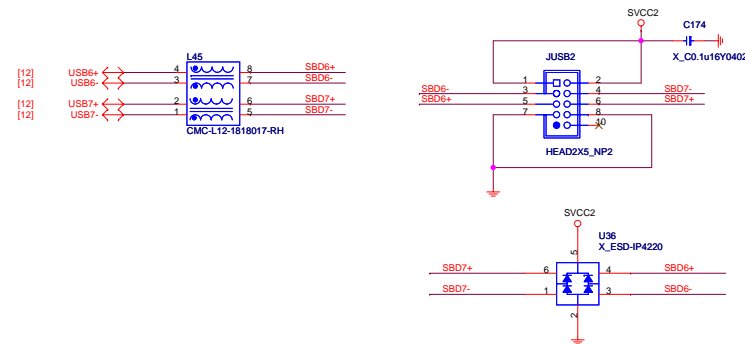 SVCC2
C174
X_C0.1u16Y0402
L45
JUSB2
[12] USB6+ 4 8 SBD6+
[12] USB6- 3 7 SBD6-
[12] USB7+ 2 6 SBD7+
[12] USB7- 1 5 SBD7-
CMC-L12-1818017-RH
1 2
SBD6- 3 4 SBD7-
SBD6+ 5 6 SBD7+
7 8
10
HEAD2X5_NP2
SVCC2
U36
X_ESD-IP4220
5
SBD7+ 6 4 SBD6+
SBD7- 1 3 SBD6-
2